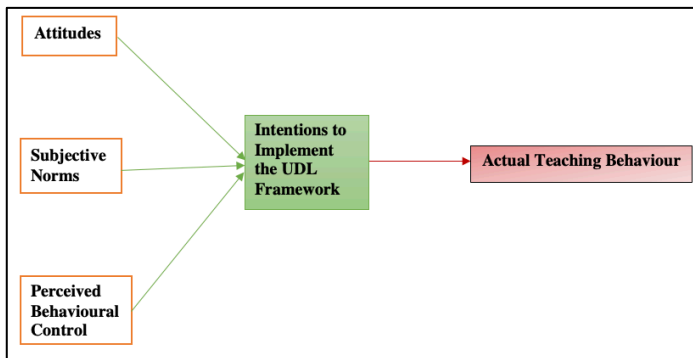 Attitudes
Subjective
Norms
Perceived
Behavioural
Control
Intentions to
Implement
the UDL
Framework
Actual Teaching Behaviour